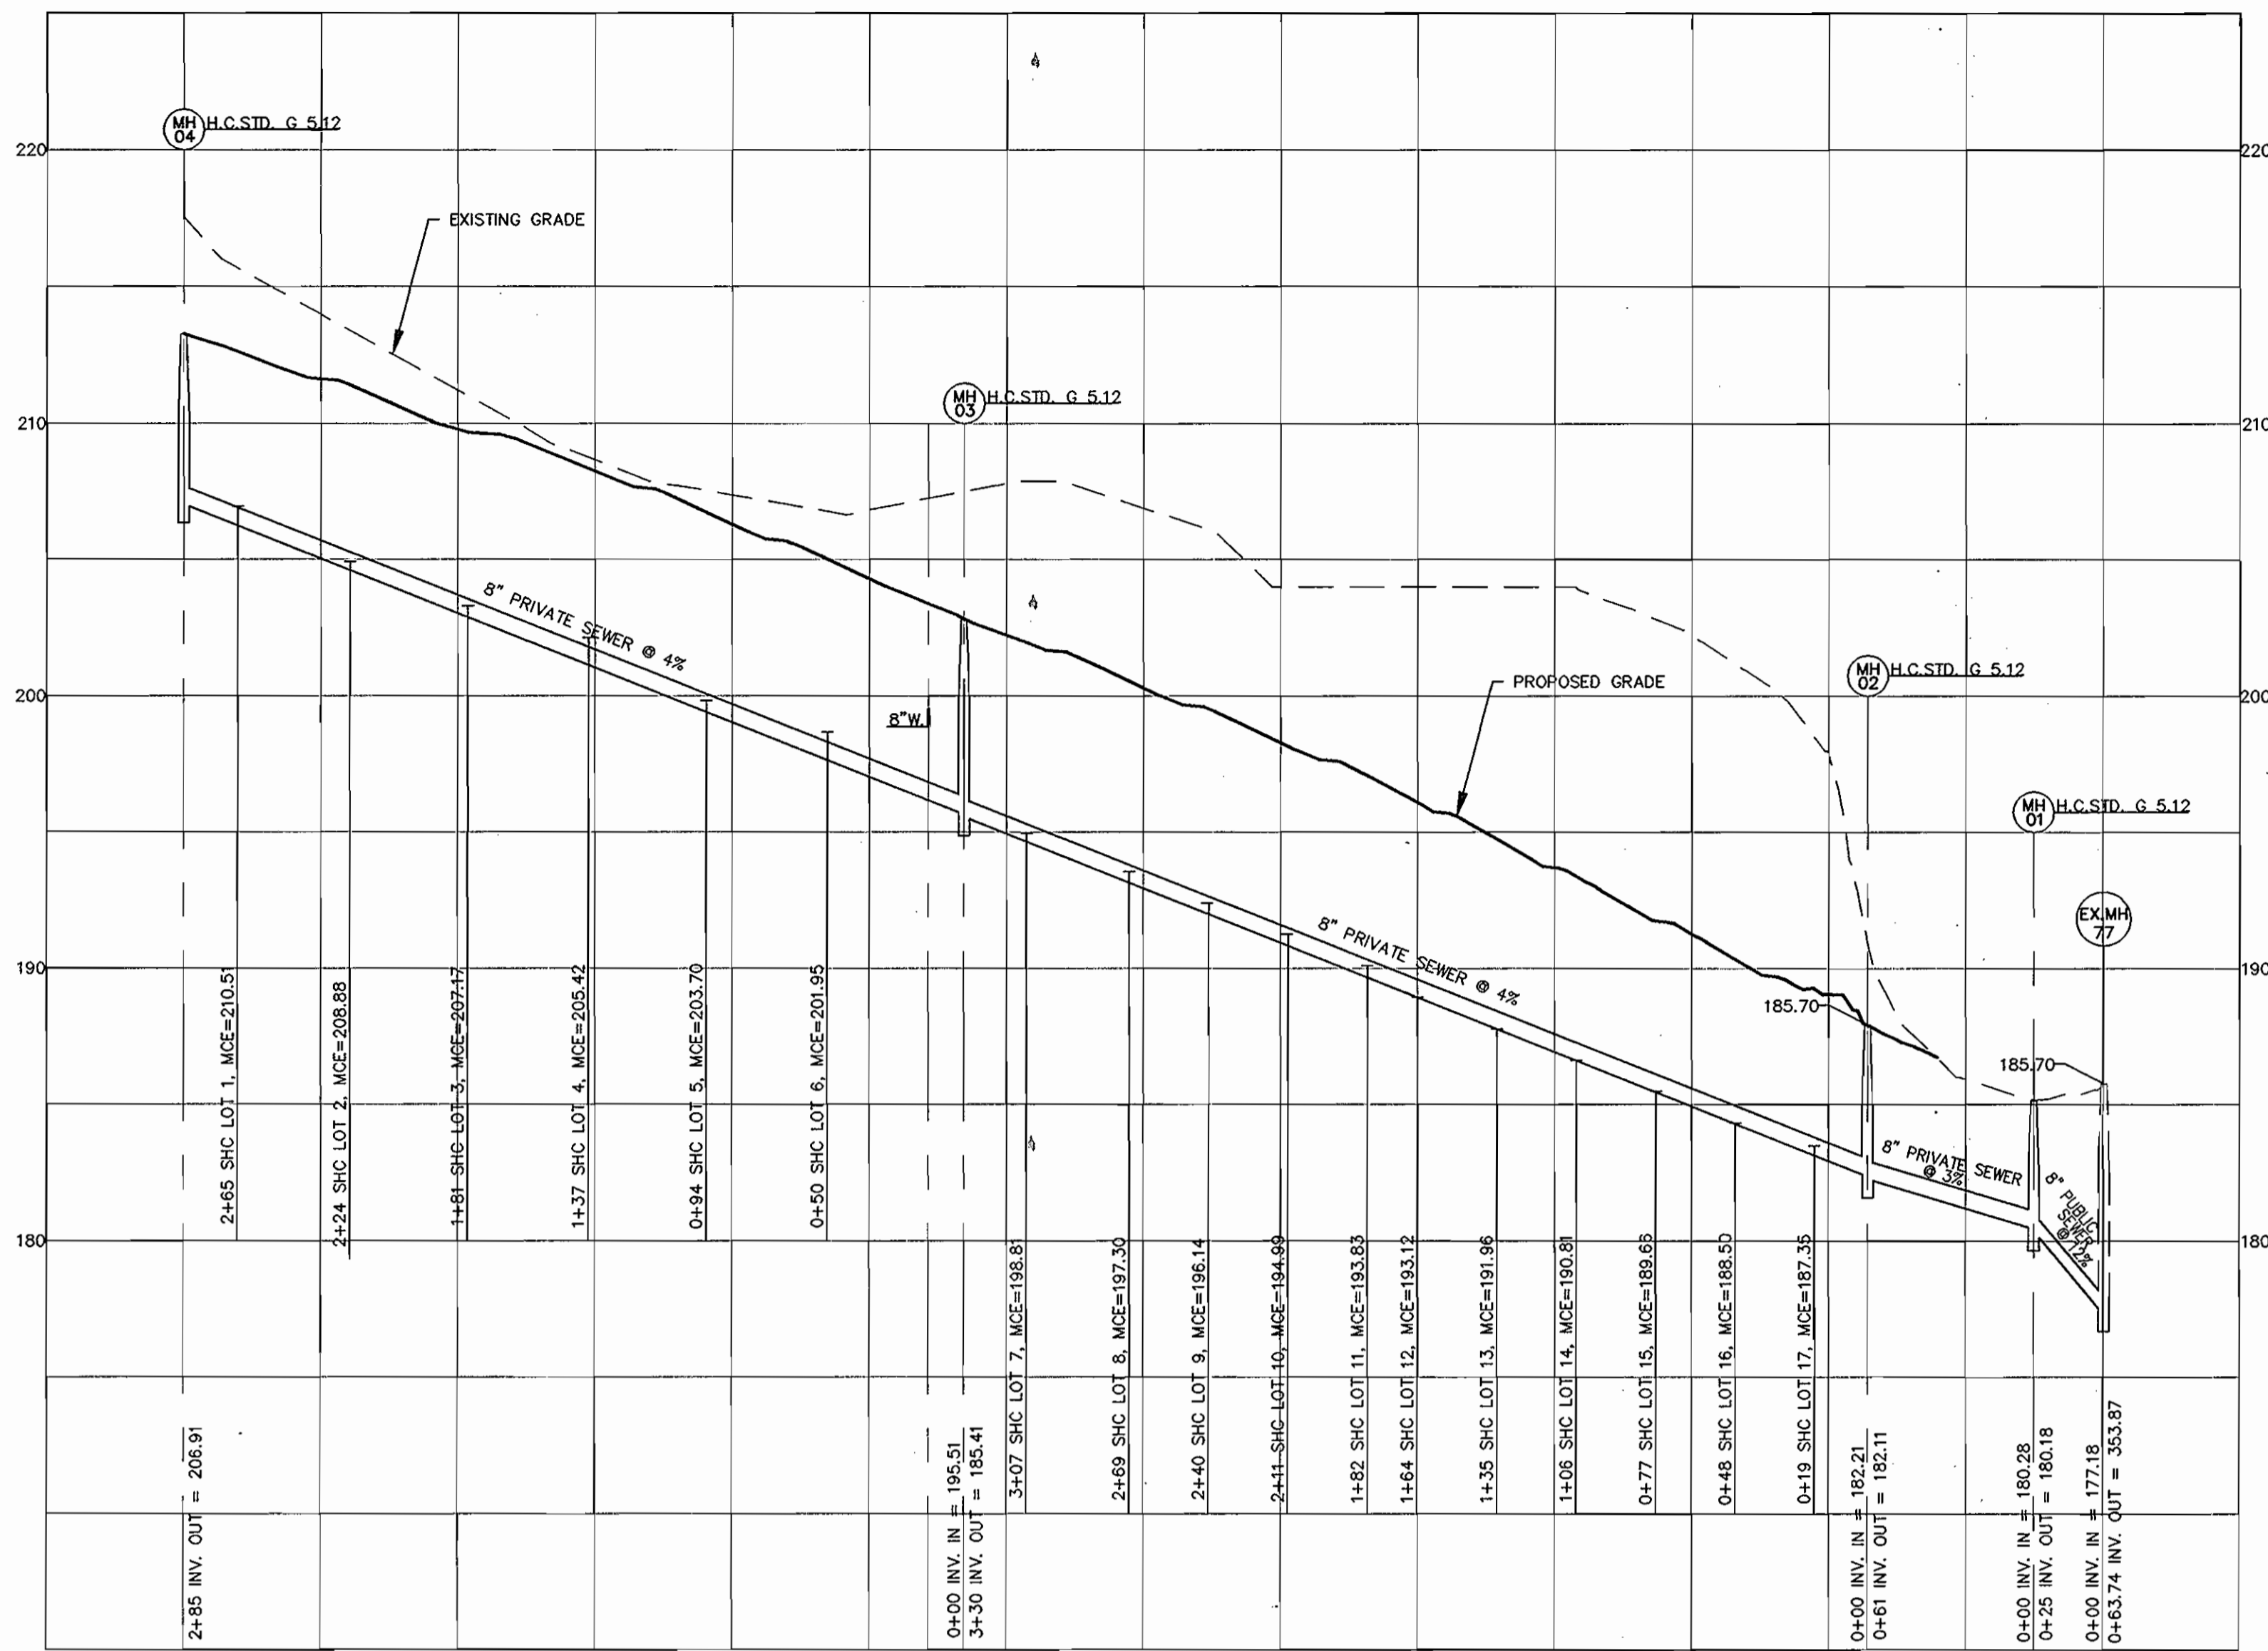 MH
04
H.C.STD. G 5.12
220
220
EXISTING GRADE
MH
03
H.C.STD. G 5.12
210
210
8" PRIVATE SEWER @ 4%
MH
02
H.C.STD. G 5.12
PROPOSED GRADE
200
200
8"W.
MH
01
H.C.STD. G 5.12
EX.MH
77
8" PRIVATE SEWER @ 4%
190
190
185.70
185.70
8" PRIVATE SEWER
@ 3%
8" PUBLIC
SEWER
@ 12%
180
180
2+65 SHC LOT 1, MCE=210.51
2+24 SHC LOT 2, MCE=208.88
1+81 SHC LOT 3, MCE=207.17
1+37 SHC LOT 4, MCE=205.42
0+94 SHC LOT 5, MCE=203.70
0+50 SHC LOT 6, MCE=201.95
3+07 SHC LOT 7, MCE=198.81
2+69 SHC LOT 8, MCE=197.30
2+40 SHC LOT 9, MCE=196.14
2+11 SHC LOT 10, MCE=194.99
1+82 SHC LOT 11, MCE=193.83
1+64 SHC LOT 12, MCE=193.12
1+35 SHC LOT 13, MCE=191.96
1+06 SHC LOT 14, MCE=190.81
0+77 SHC LOT 15, MCE=189.66
0+48 SHC LOT 16, MCE=188.50
0+19 SHC LOT 17, MCE=187.35
2+85 INV. OUT = 206.91
0+00 INV. IN = 195.51
3+30 INV. OUT = 185.41
0+00 INV. IN = 182.21
0+61 INV. OUT = 182.11
0+00 INV. IN = 180.28
0+25 INV. OUT = 180.18
0+00 INV. IN = 177.18
0+63.74 INV. OUT = 353.87